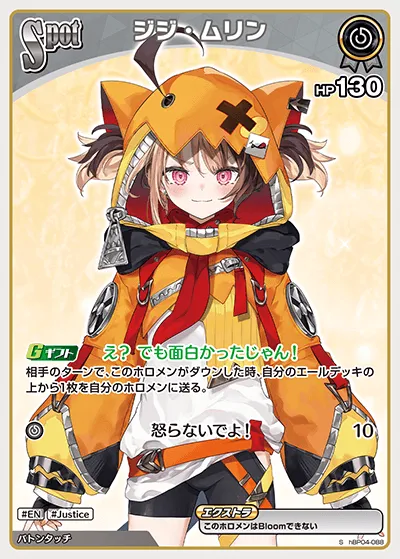 Spot
ジジ・ムリン
HP130
Gギフト え? でも面白かったじゃん!
相手のターンで、このホロメンがダウンした時、自分のエールデッキの
上から1枚を自分のホロメンに送る。
怒らないでよ! 10
#EN #Justice
エクストラ
このホロメンはBloomできない
バトンタッチ
S hBP04-088